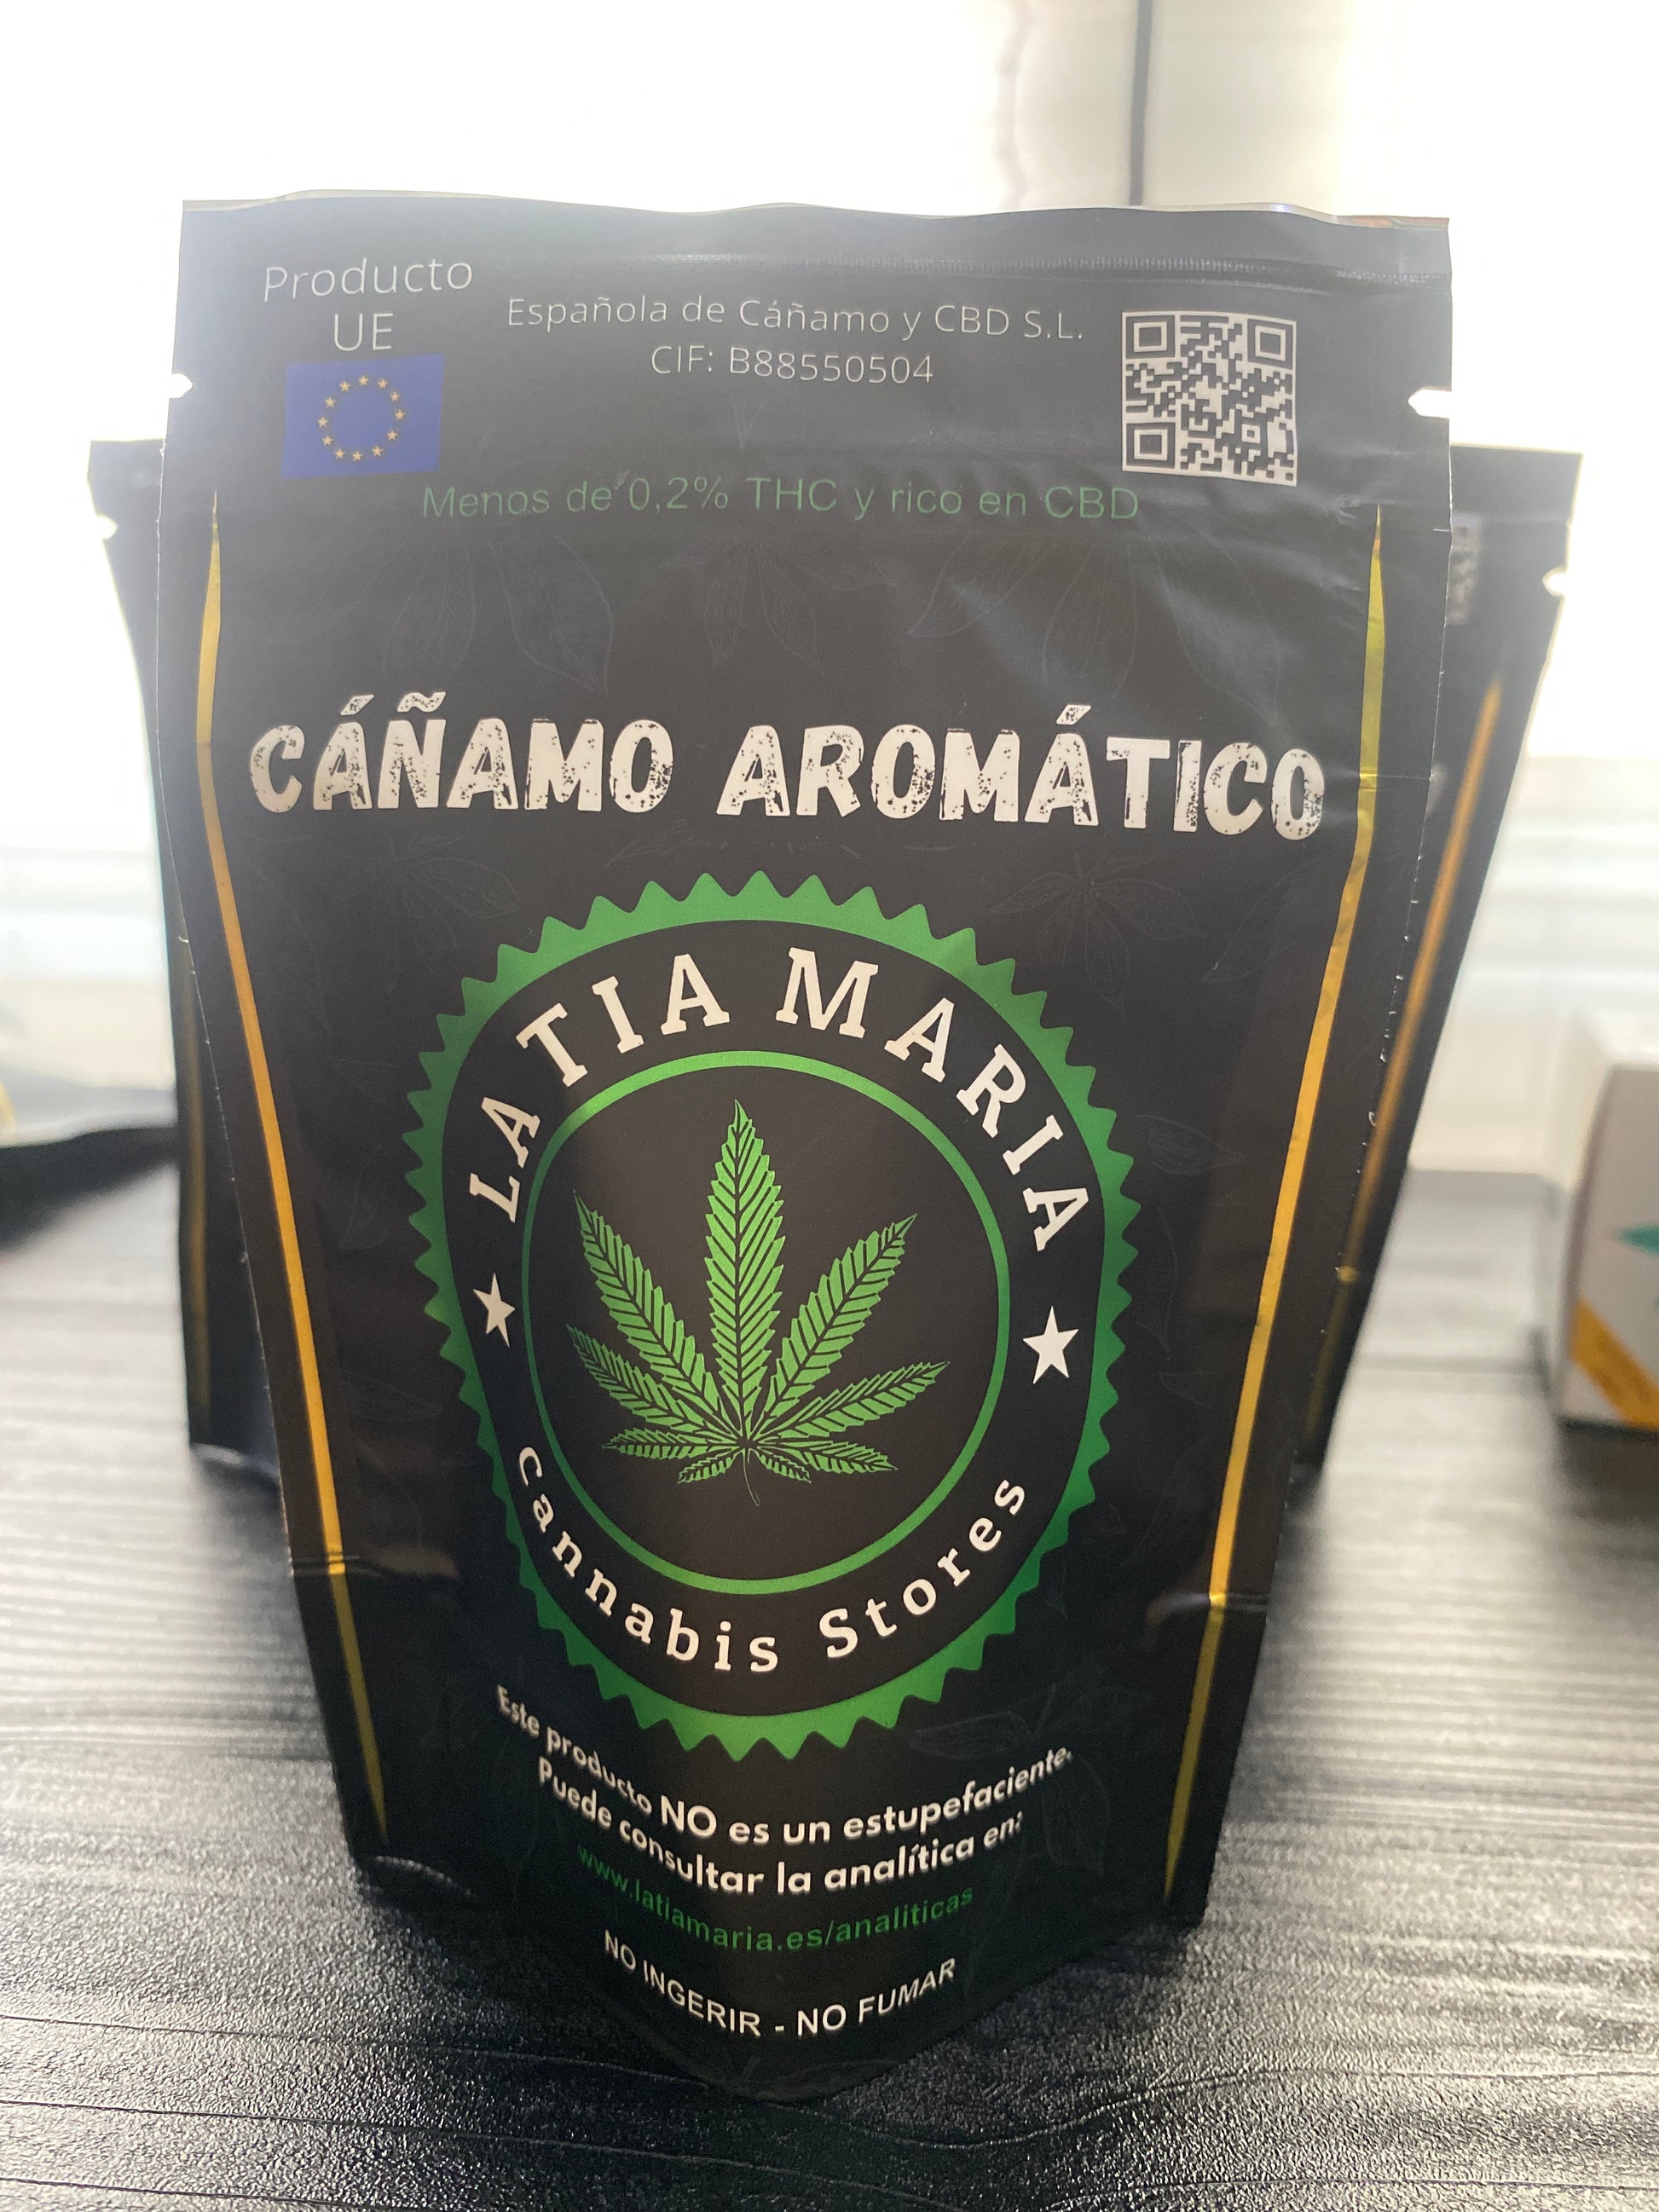 Producto
UE
Española de Cáñamo y CBD S.L.
CIF: B88550504
Menos de 0,2% THC y rico en CBD
CÁÑAMO AROMÁTICO
LA TIA MARIA
Cannabis Stores
Este producto NO es un estupefaciente.
Puede consultar la analítica en:
www.latiamaria.es/analiticas
NO INGERIR - NO FUMAR